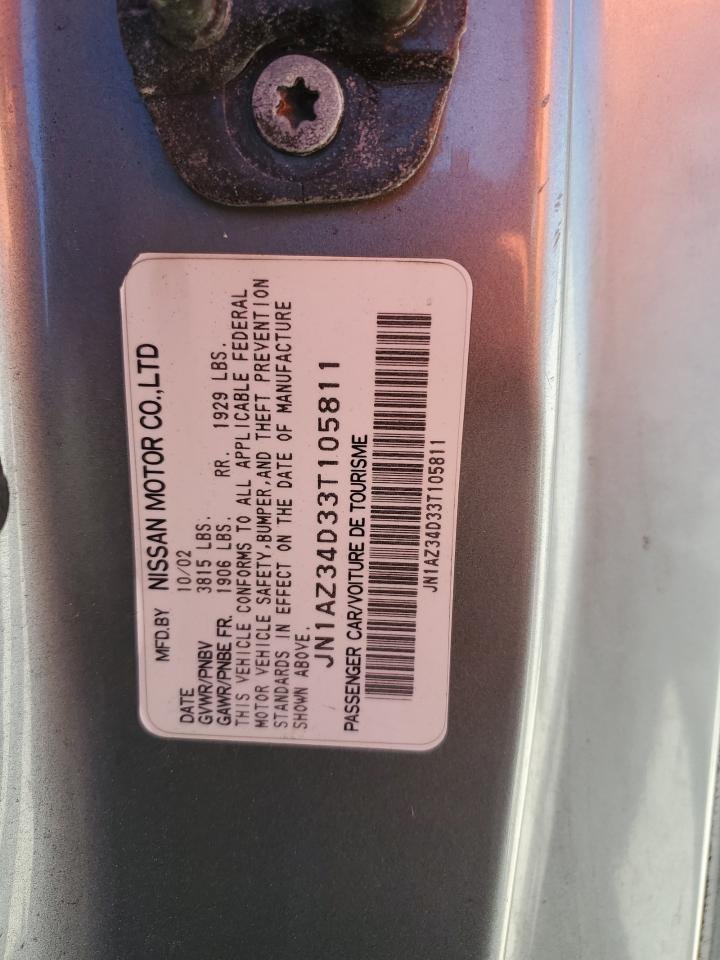 MFD.BY NISSAN MOTOR CO.,LTD
DATE 10/02
GVWR/PNBV 3815 LBS.
GAWR/PNBE FR. 1906 LBS. RR. 1929 LBS.
THIS VEHICLE CONFORMS TO ALL APPLICABLE FEDERAL
MOTOR VEHICLE SAFETY,BUMPER,AND THEFT PREVENTION
STANDARDS IN EFFECT ON THE DATE OF MANUFACTURE
SHOWN ABOVE.
JN1AZ34D33T105811
PASSENGER CAR/VOITURE DE TOURISME
JN1AZ34D33T105811